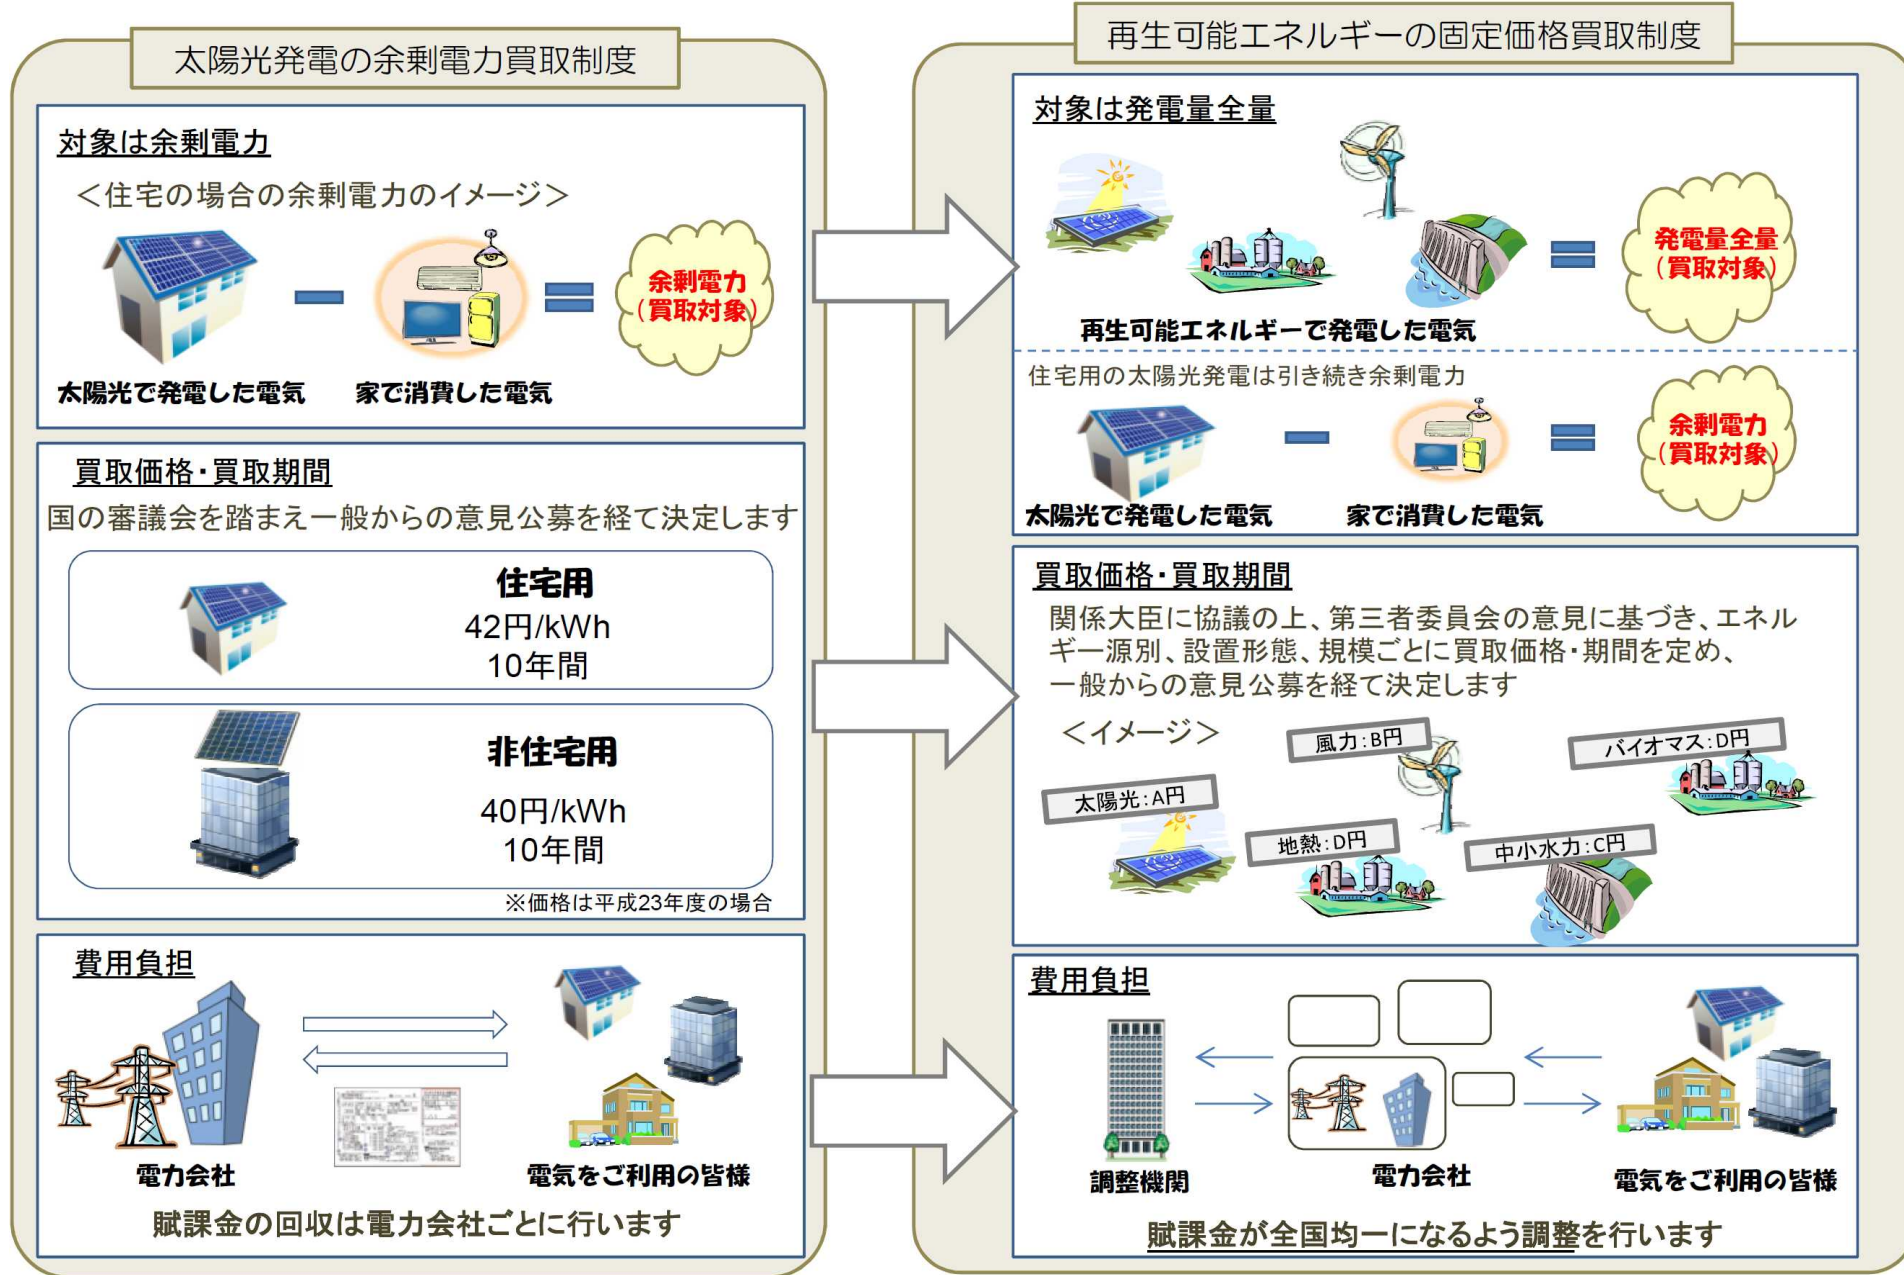 太陽光発電の余剰電力買取制度
対象は余剰電力
＜住宅の場合の余剰電力のイメージ＞
余剰電力
（買取対象）
太陽光で発電した電気
家で消費した電気
買取価格・買取期間
国の審議会を踏まえ一般からの意見公募を経て決定します
住宅用
42円/kWh
10年間
非住宅用
40円/kWh
10年間
※価格は平成23年度の場合
費用負担
電力会社
電気をご利用の皆様
賦課金の回収は電力会社ごとに行います
再生可能エネルギーの固定価格買取制度
対象は発電量全量
発電量全量
（買取対象）
再生可能エネルギーで発電した電気
住宅用の太陽光発電は引き続き余剰電力
余剰電力
（買取対象）
太陽光で発電した電気
家で消費した電気
買取価格・買取期間
関係大臣に協議の上、第三者委員会の意見に基づき、エネル
ギー源別、設置形態、規模ごとに買取価格・期間を定め、
一般からの意見公募を経て決定します
＜イメージ＞
風力：B円
バイオマス：D円
太陽光：A円
地熱：D円
中小水力：C円
費用負担
調整機関
電力会社
電気をご利用の皆様
賦課金が全国均一になるよう調整を行います